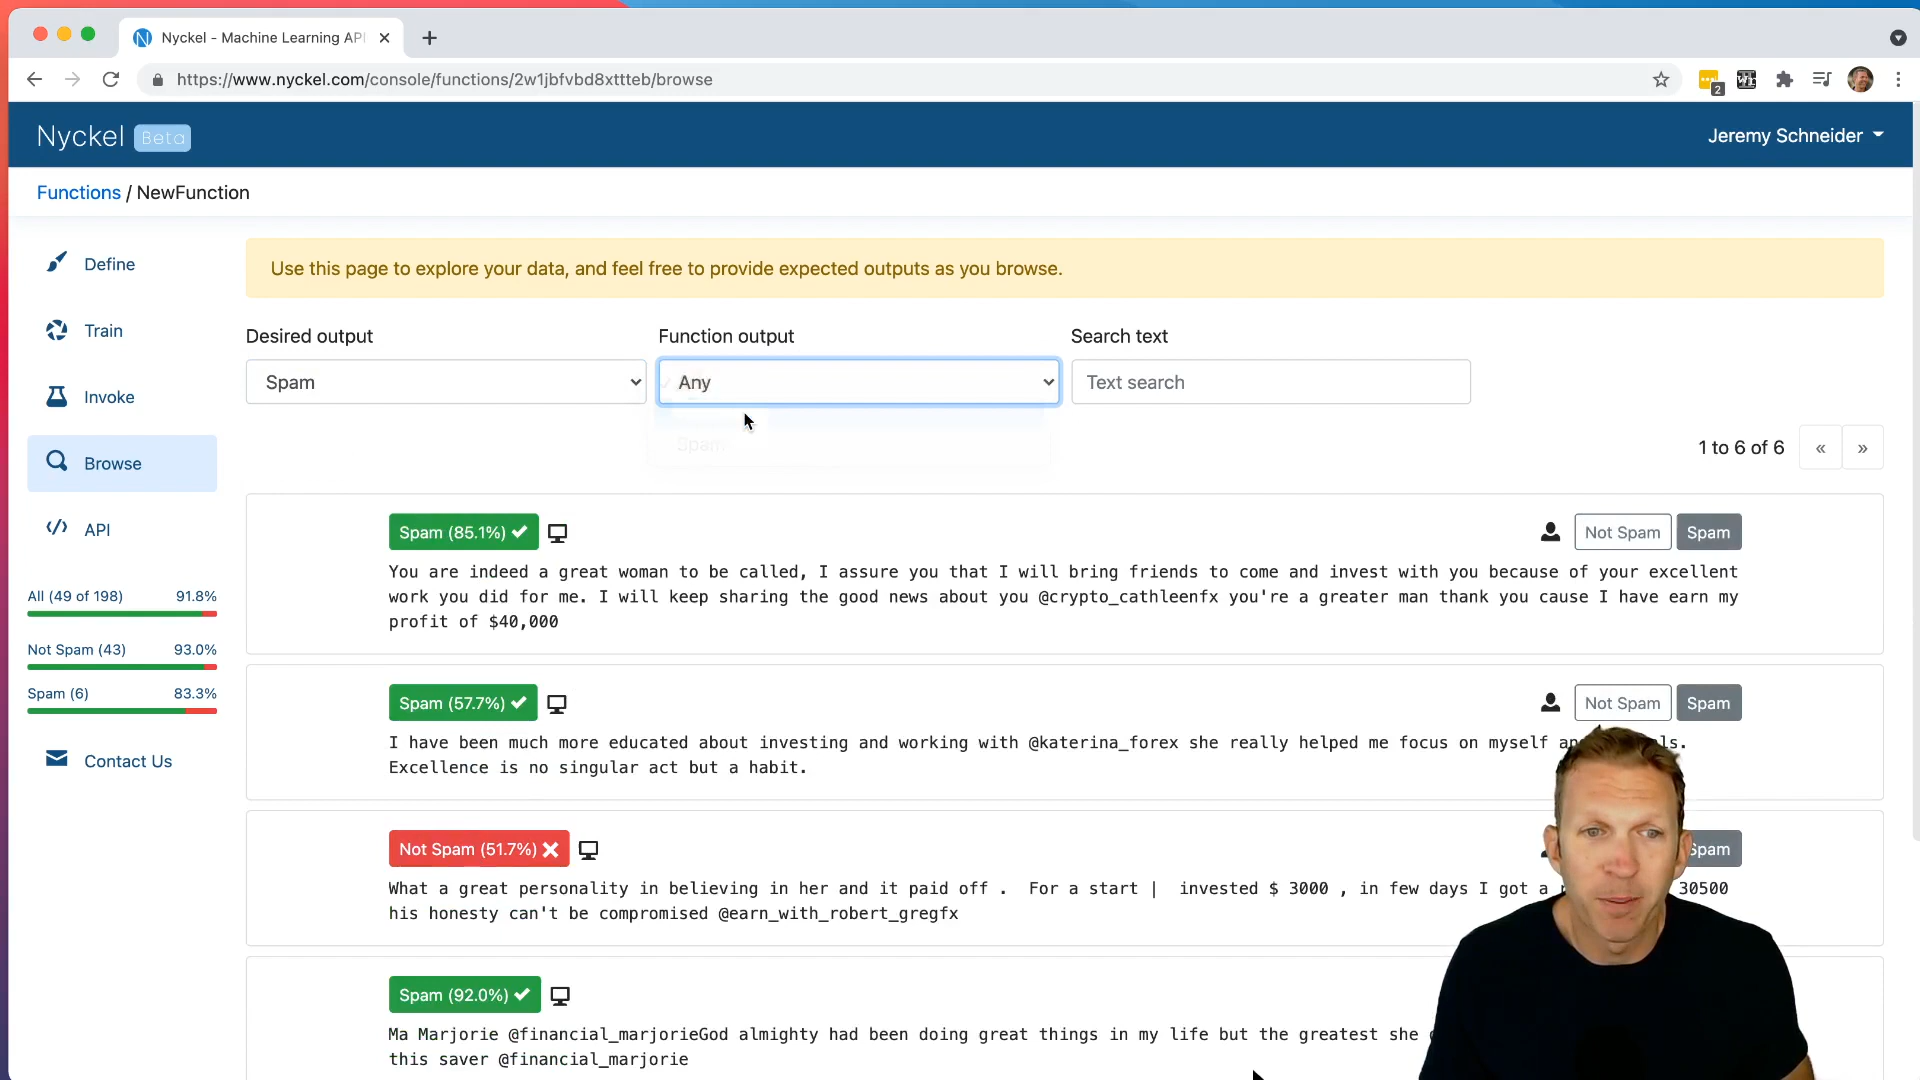 Nyckel - Machine Learning API
https://www.nyckel.com/console/functions/2w1jbfvbd8xttteb/browse
2
Nyckel Beta
Jeremy Schneider
Functions / NewFunction
Define
Train
Invoke
Browse
API
All (49 of 198) 91.8%
Not Spam (43) 93.0%
Spam (6) 83.3%
Contact Us
Use this page to explore your data, and feel free to provide expected outputs as you browse.
Desired output
Spam
Function output
Any
Spam
Search text
Text search
1 to 6 of 6 « »
Spam (85.1%) Not Spam Spam
You are indeed a great woman to be called, I assure you that I will bring friends to come and invest with you because of your excellent
work you did for me. I will keep sharing the good news about you @crypto_cathleenfx you're a greater man thank you cause I have earn my
profit of $40,000
Spam (57.7%) Not Spam Spam
I have been much more educated about investing and working with @katerina_forex she really helped me focus on myself
Excellence is no singular act but a habit.
Not Spam (51.7%) Spam
What a great personality in believing in her and it paid off . For a start | invested $ 3000 , in few days I got a 30500
his honesty can't be compromised @earn_with_robert_gregfx
Spam (92.0%)
Ma Marjorie @financial_marjorieGod almighty had been doing great things in my life but the greatest she
this saver @financial_marjorie